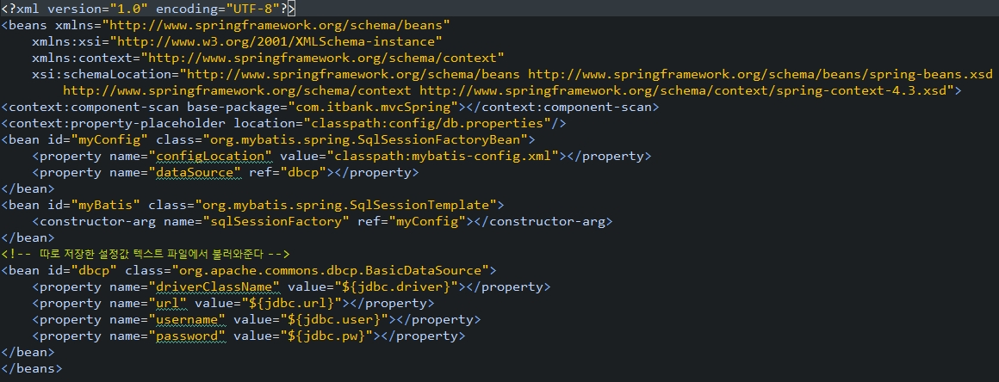 <?xml version="1.0" encoding="UTF-8"?>
<beans xmlns="http://www.springframework.org/schema/beans"
    xmlns:xsi="http://www.w3.org/2001/XMLSchema-instance"
    xmlns:context="http://www.springframework.org/schema/context"
    xsi:schemaLocation="http://www.springframework.org/schema/beans http://www.springframework.org/schema/beans/spring-beans.xsd
        http://www.springframework.org/schema/context http://www.springframework.org/schema/context/spring-context-4.3.xsd">
<context:component-scan base-package="com.itbank.mvcSpring"></context:component-scan>
<context:property-placeholder location="classpath:config/db.properties"/>
<bean id="myConfig" class="org.mybatis.spring.SqlSessionFactoryBean">
    <property name="configLocation" value="classpath:mybatis-config.xml"></property>
    <property name="dataSource" ref="dbcp"></property>
</bean>
<bean id="myBatis" class="org.mybatis.spring.SqlSessionTemplate">
    <constructor-arg name="sqlSessionFactory" ref="myConfig"></constructor-arg>
</bean>
<!-- 따로 저장한 설정값 텍스트 파일에서 불러와준다 -->
<bean id="dbcp" class="org.apache.commons.dbcp.BasicDataSource">
    <property name="driverClassName" value="${jdbc.driver}"></property>
    <property name="url" value="${jdbc.url}"></property>
    <property name="username" value="${jdbc.user}"></property>
    <property name="password" value="${jdbc.pw}"></property>
</bean>
</beans>